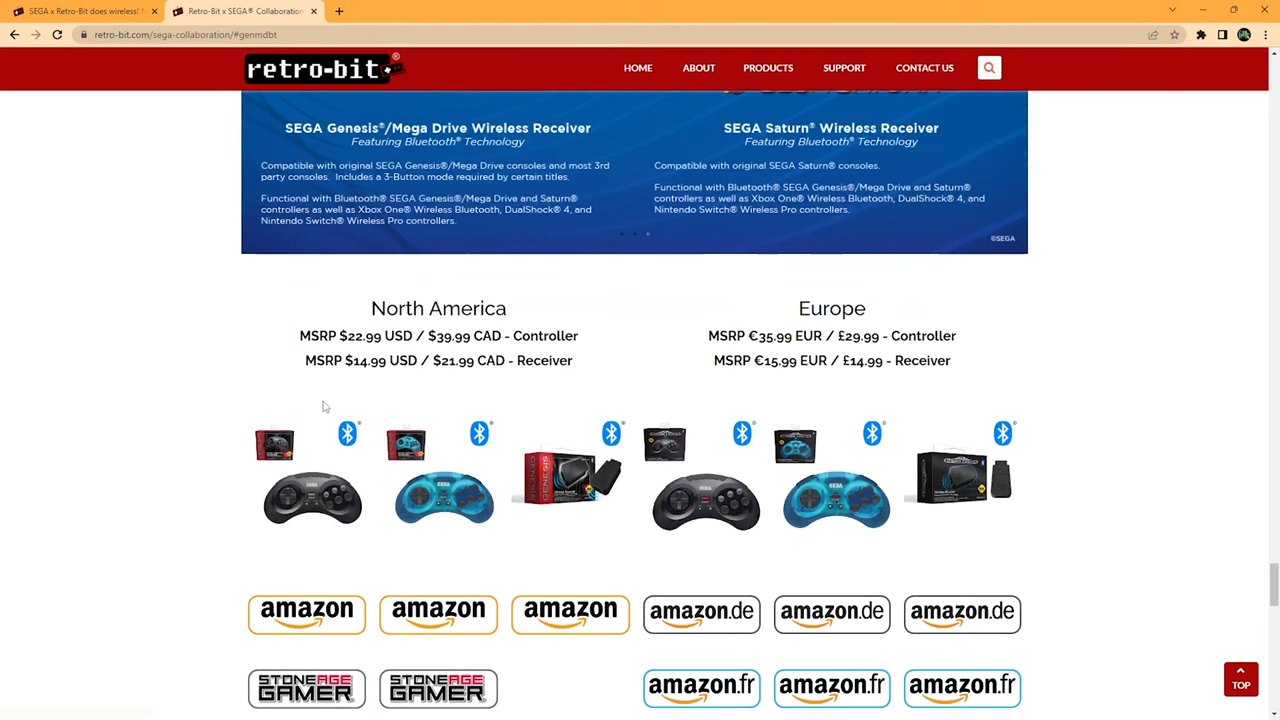 SEGA x Retro-Bit does wireless!
Retro-Bit x SEGA® Collaboration
retro-bit.com/sega-collaboration/#genmdbt
retro-bit®
HOME
ABOUT
PRODUCTS
SUPPORT
CONTACT US
SEGA Genesis®/Mega Drive Wireless Receiver
Featuring Bluetooth® Technology
Compatible with original SEGA Genesis®/Mega Drive consoles and most 3rd
party consoles. Includes a 3-Button mode required by certain titles.
Functional with Bluetooth® SEGA Genesis®/Mega Drive and Saturn®
controllers as well as Xbox One® Wireless Bluetooth, DualShock® 4, and
Nintendo Switch® Wireless Pro controllers.
SEGA Saturn® Wireless Receiver
Featuring Bluetooth® Technology
Compatible with original SEGA Saturn® consoles.
Functional with Bluetooth® SEGA Genesis®/Mega Drive and Saturn®
controllers as well as Xbox One® Wireless Bluetooth, DualShock® 4, and
Nintendo Switch® Wireless Pro controllers.
©SEGA
North America
MSRP $22.99 USD / $39.99 CAD - Controller
MSRP $14.99 USD / $21.99 CAD - Receiver
Europe
MSRP €35.99 EUR / £29.99 - Controller
MSRP €15.99 EUR / £14.99 - Receiver
SEGA
SEGA
GENESIS
SEGA
SEGA
amazon
amazon
amazon
amazon.de
amazon.de
amazon.de
STONEAGE
GAMER
STONEAGE
GAMER
amazon.fr
amazon.fr
amazon.fr
TOP